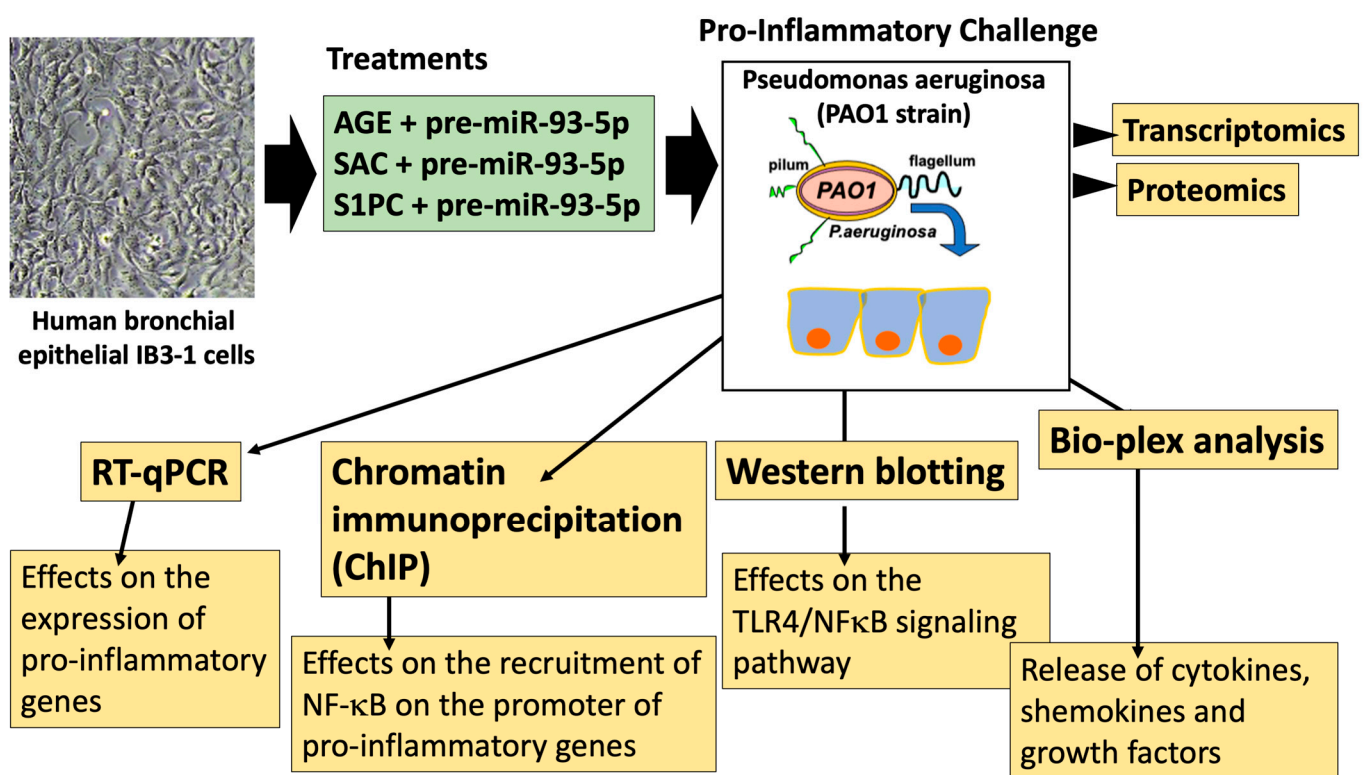 Pro-Inflammatory Challenge
Treatments
AGE + pre-miR-93-5p
SAC + pre-miR-93-5p
S1PC + pre-miR-93-5p
Pseudomonas aeruginosa
(PAO1 strain)
pilum
flagellum
PAO1
P.aeruginosa
Transcriptomics
Proteomics
Human bronchial
epithelial IB3-1 cells
RT-qPCR
Effects on the
expression of
pro-inflammatory
genes
Chromatin
immunoprecipitation
(ChIP)
Effects on the recruitment of
NF-κB on the promoter of
pro-inflammatory genes
Western blotting
Effects on the
TLR4/NFκB signaling
pathway
Bio-plex analysis
Release of cytokines,
shemokines and
growth factors